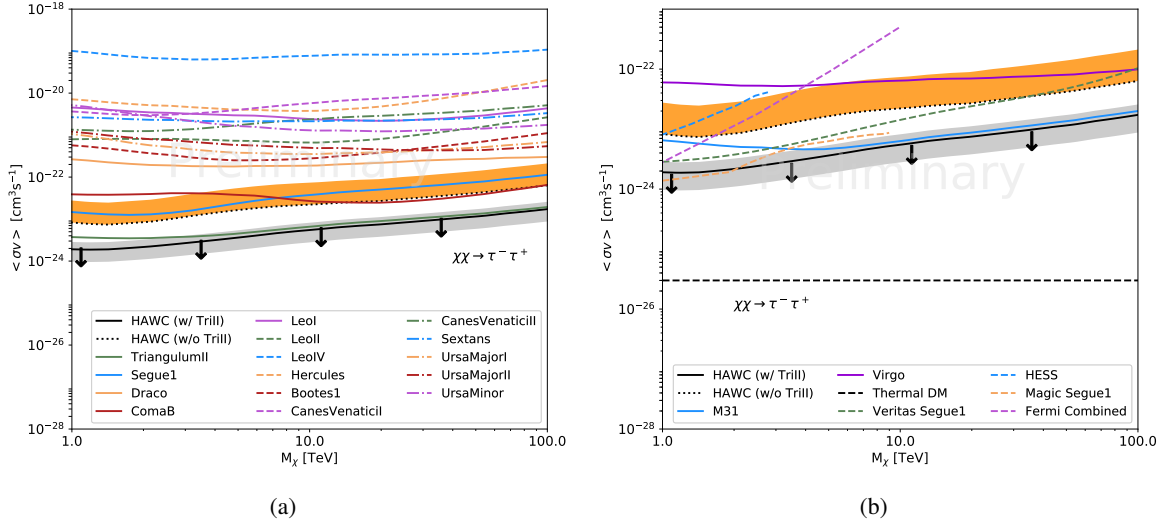 10⁻¹⁸
10⁻²⁰
10⁻²²
10⁻²⁴
10⁻²⁶
10⁻²⁸
< σv > [cm³s⁻¹]
Preliminary
χχ → τ⁻τ⁺
HAWC (w/ TriII)
HAWC (w/o TriII)
TriangulumII
Segue1
Draco
ComaB
LeoI
LeoII
LeoIV
Hercules
Bootes1
CanesVenaticiI
CanesVenaticiII
Sextans
UrsaMajorI
UrsaMajorII
UrsaMinor
1.0 10.0 100.0
Mχ [TeV]
(a)
10⁻²²
10⁻²⁴
10⁻²⁶
10⁻²⁸
< σv > [cm³s⁻¹]
Preliminary
χχ → τ⁻τ⁺
HAWC (w/ TriII)
HAWC (w/o TriII)
M31
Virgo
Thermal DM
Veritas Segue1
HESS
Magic Segue1
Fermi Combined
1.0 10.0 100.0
Mχ [TeV]
(b)